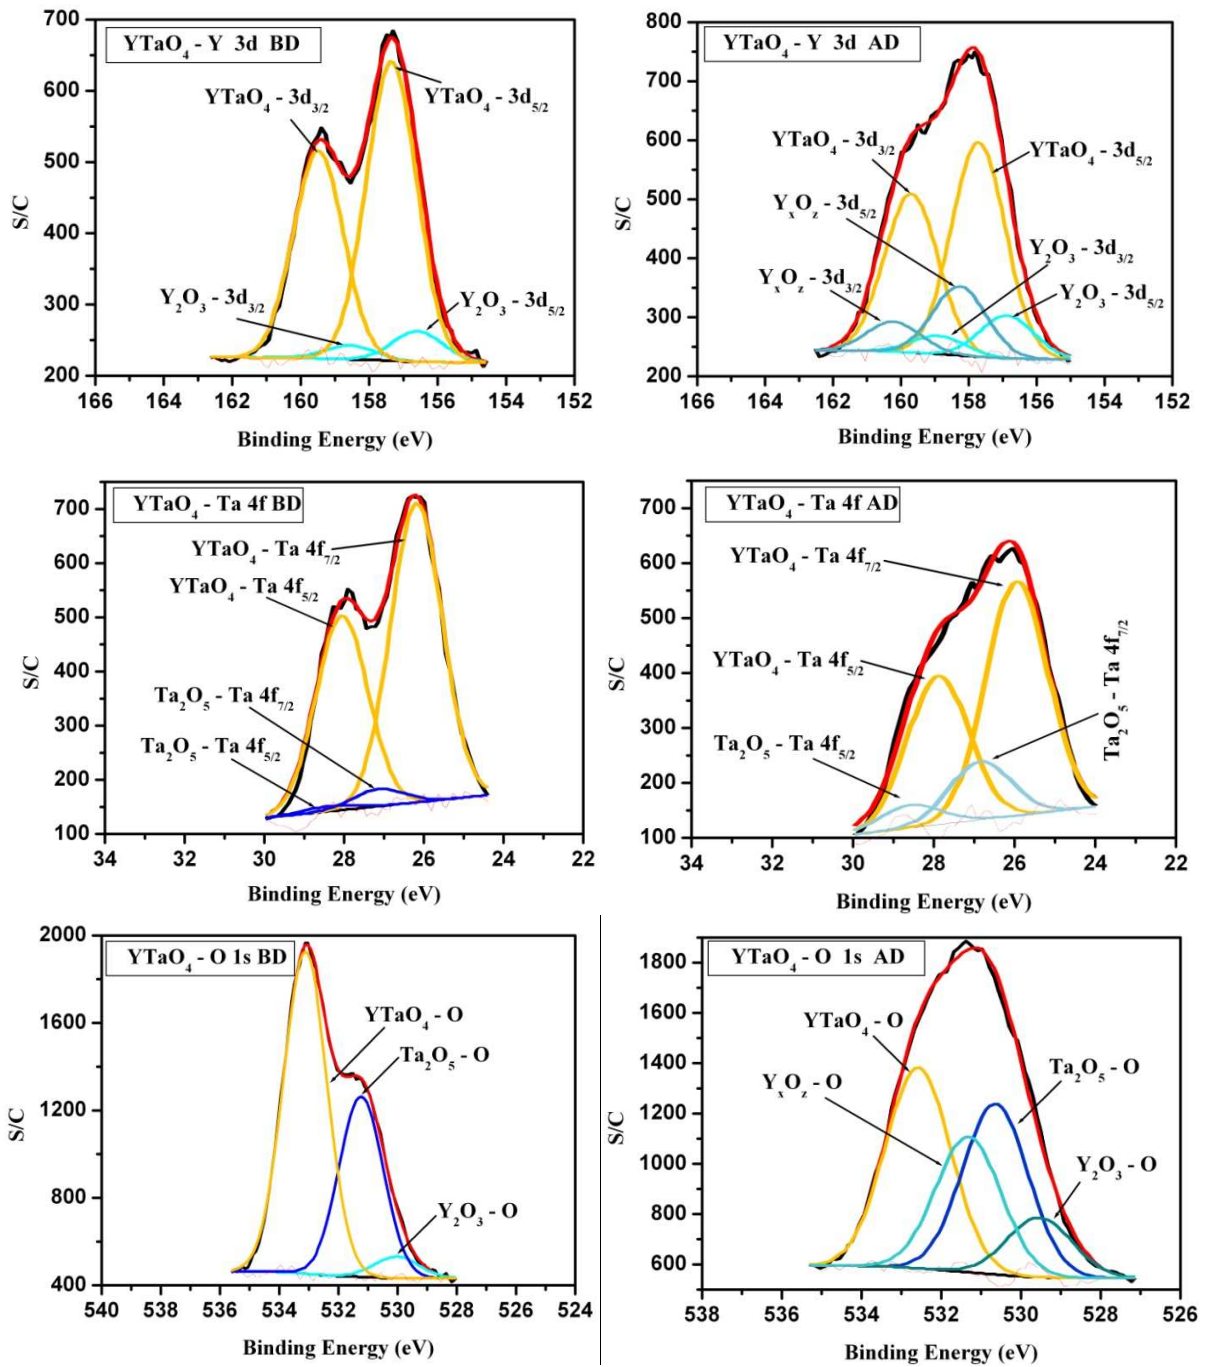 YTaO₄ - Y 3d BD
YTaO₄ - 3d₃/₂
YTaO₄ - 3d₅/₂
Y₂O₃ - 3d₃/₂
Y₂O₃ - 3d₅/₂
S/C
700
600
500
400
300
200
166 164 162 160 158 156 154 152
Binding Energy (eV)
YTaO₄ - Y 3d AD
YTaO₄ - 3d₃/₂
YTaO₄ - 3d₅/₂
YₓO_z - 3d₅/₂
Y₂O₃ - 3d₃/₂
YₓO_z - 3d₃/₂
Y₂O₃ - 3d₅/₂
S/C
800
700
600
500
400
300
200
166 164 162 160 158 156 154 152
Binding Energy (eV)
YTaO₄ - Ta 4f BD
YTaO₄ - Ta 4f₇/₂
YTaO₄ - Ta 4f₅/₂
Ta₂O₅ - Ta 4f₇/₂
Ta₂O₅ - Ta 4f₅/₂
S/C
700
600
500
400
300
200
100
34 32 30 28 26 24 22
Binding Energy (eV)
YTaO₄ - Ta 4f AD
YTaO₄ - Ta 4f₇/₂
YTaO₄ - Ta 4f₅/₂
Ta₂O₅ - Ta 4f₅/₂
Ta₂O₅ - Ta 4f₇/₂
S/C
700
600
500
400
300
200
100
34 32 30 28 26 24 22
Binding Energy (eV)
YTaO₄ - O 1s BD
YTaO₄ - O
Ta₂O₅ - O
Y₂O₃ - O
S/C
2000
1600
1200
800
400
540 538 536 534 532 530 528 526 524
Binding Energy (eV)
YTaO₄ - O 1s AD
YTaO₄ - O
YₓO_z - O
Ta₂O₅ - O
Y₂O₃ - O
S/C
1800
1600
1400
1200
1000
800
600
538 536 534 532 530 528 526
Binding Energy (eV)